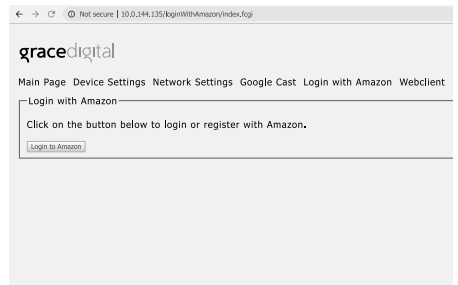 Not secure | 10.0.144.135/loginWithAmazon/index.fcgi
gracedigital
Main Page Device Settings Network Settings Google Cast Login with Amazon Webclient
Login with Amazon
Click on the button below to login or register with Amazon.
Login to Amazon